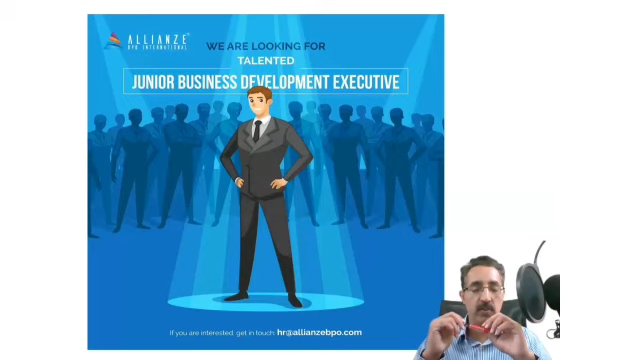 ALLIANZE
BPO INTERNATIONAL
WE ARE LOOKING FOR
TALENTED
JUNIOR BUSINESS DEVELOPMENT EXECUTIVE
If you are interested, get in touch: hr@allianzebpo.com